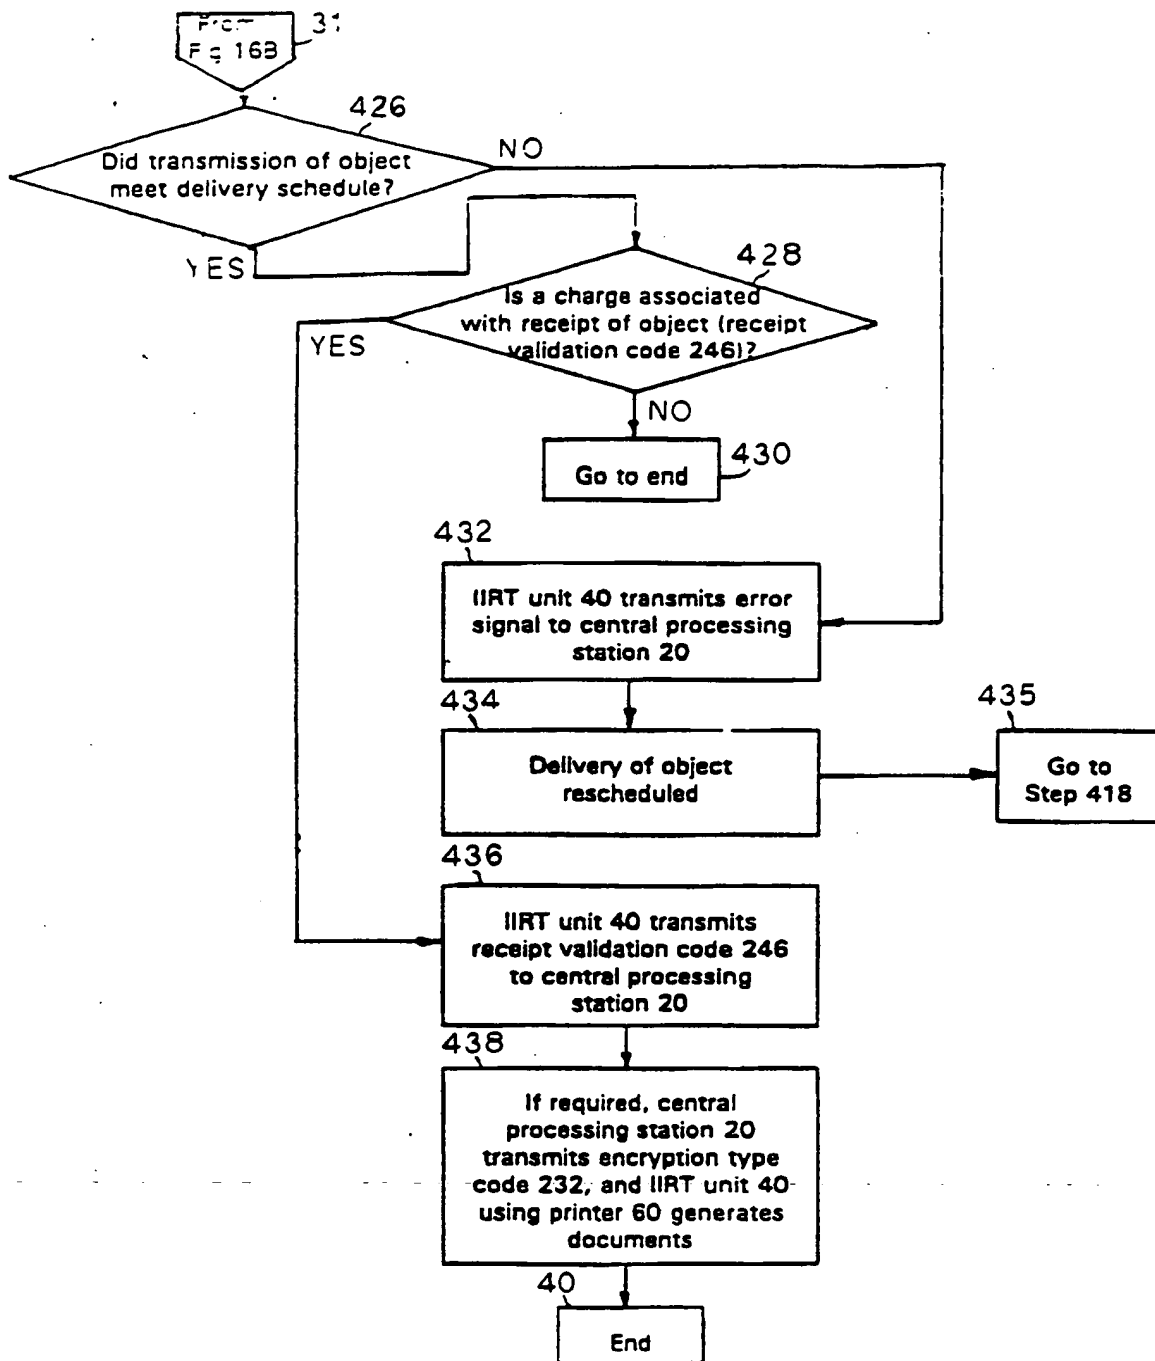 From
Fig 16B
31
426
Did transmission of object
meet delivery schedule?
NO
YES
428
Is a charge associated
with receipt of object (receipt
validation code 246)?
YES
NO
430
Go to end
432
IIRT unit 40 transmits error
signal to central processing
station 20
434
Delivery of object
rescheduled
435
Go to
Step 418
436
IIRT unit 40 transmits
receipt validation code 246
to central processing
station 20
438
If required, central
processing station 20
transmits encryption type
code 232, and IIRT unit 40
using printer 60 generates
documents
40
End